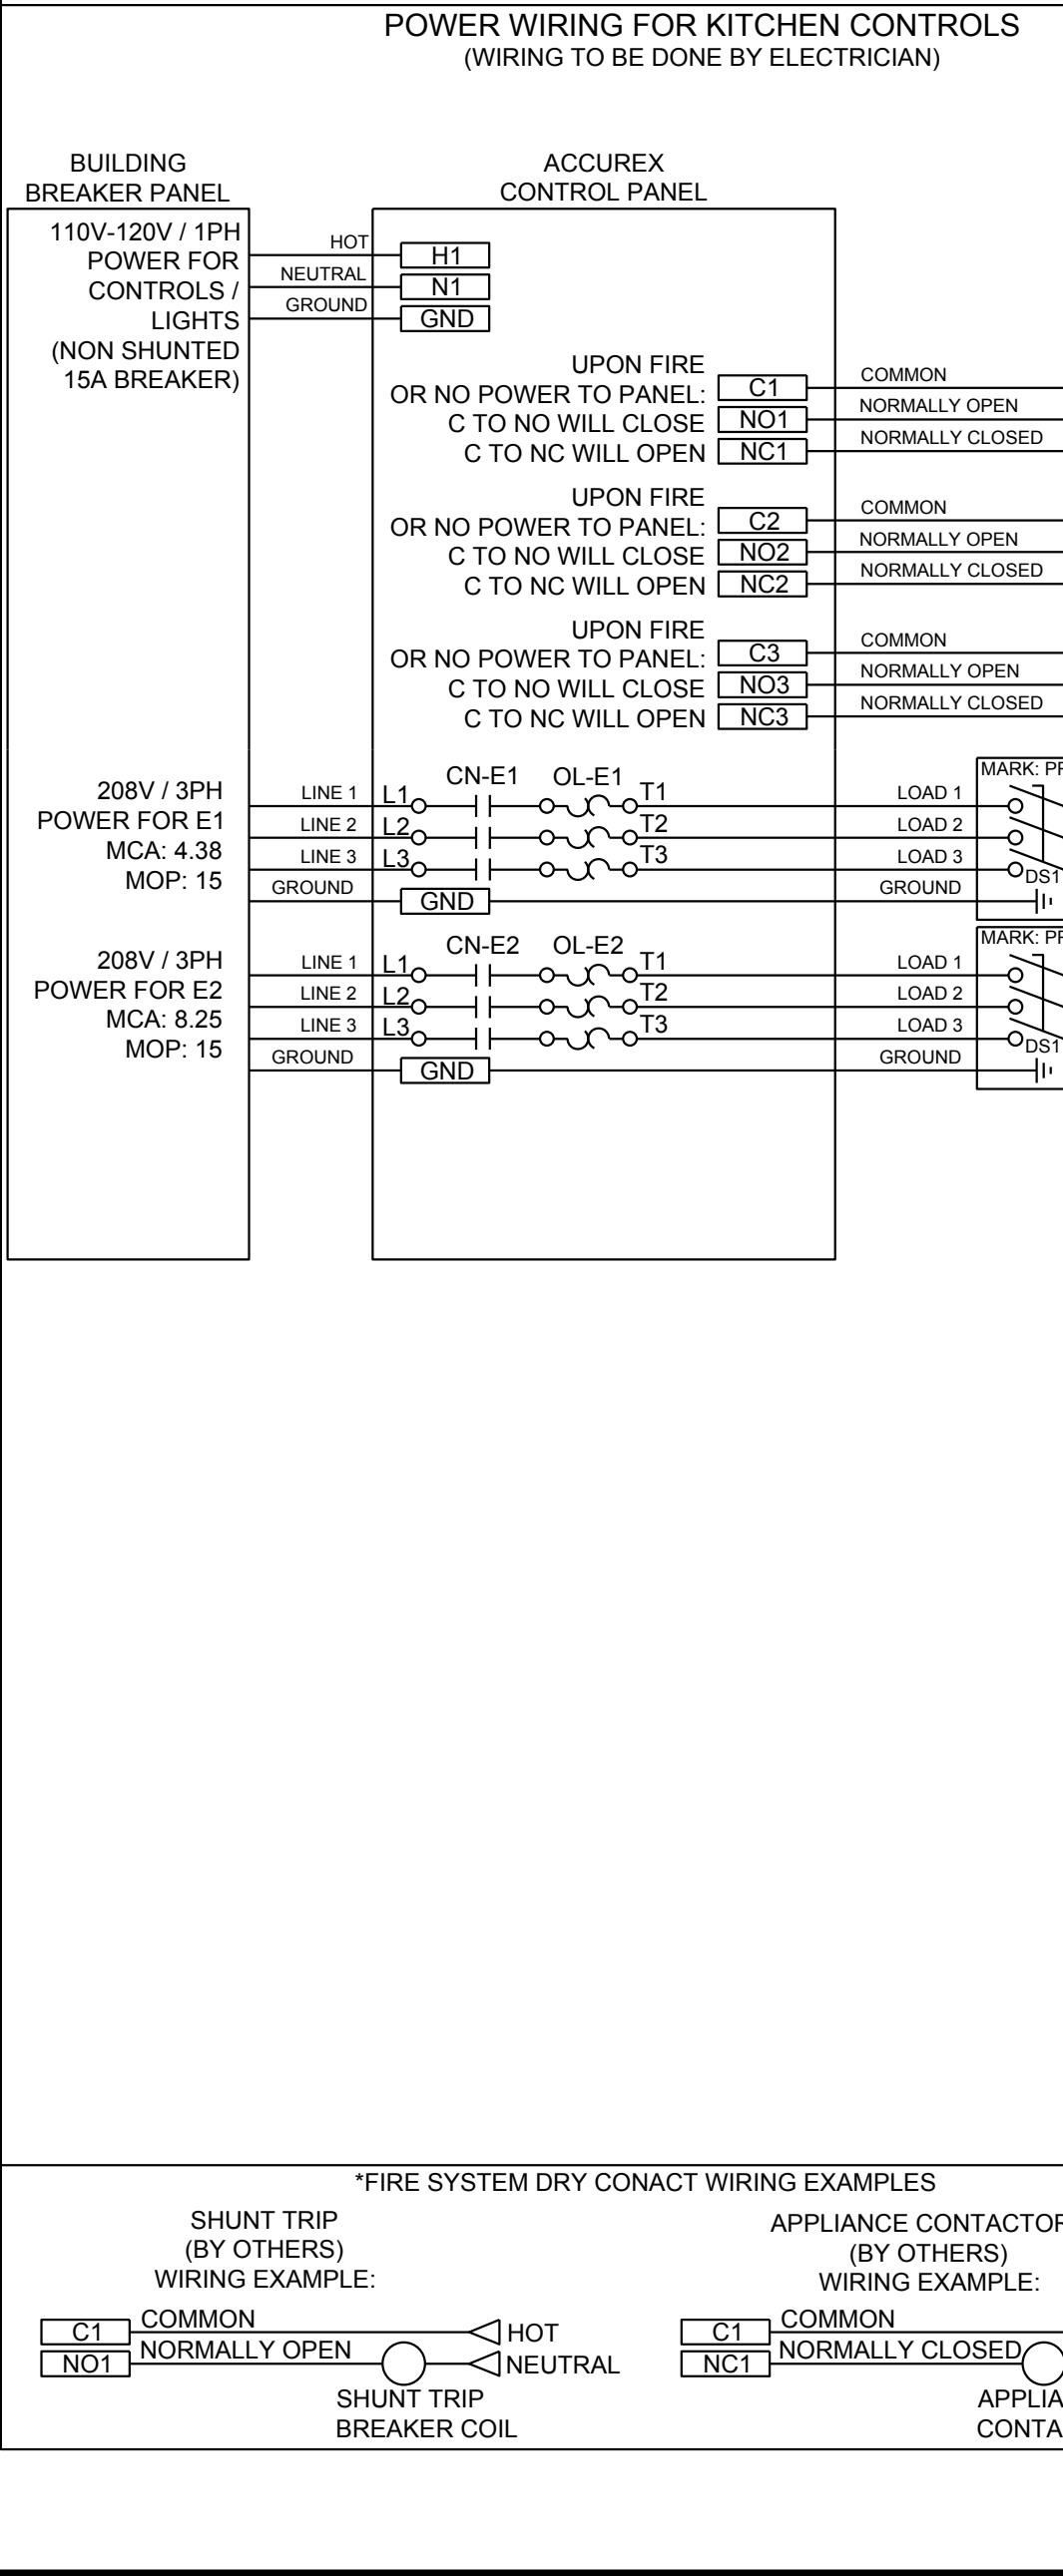 POWER WIRING FOR KITCHEN CONTROLS
(WIRING TO BE DONE BY ELECTRICIAN)
BUILDING
BREAKER PANEL
ACCUREX
CONTROL PANEL
110V-120V / 1PH
POWER FOR
CONTROLS /
LIGHTS
(NON SHUNTED
15A BREAKER)
HOT
NEUTRAL
GROUND
H1
N1
GND
UPON FIRE
OR NO POWER TO PANEL:
C TO NO WILL CLOSE
C TO NC WILL OPEN
C1
NO1
NC1
COMMON
NORMALLY OPEN
NORMALLY CLOSED
UPON FIRE
OR NO POWER TO PANEL:
C TO NO WILL CLOSE
C TO NC WILL OPEN
C2
NO2
NC2
COMMON
NORMALLY OPEN
NORMALLY CLOSED
UPON FIRE
OR NO POWER TO PANEL:
C TO NO WILL CLOSE
C TO NC WILL OPEN
C3
NO3
NC3
COMMON
NORMALLY OPEN
NORMALLY CLOSED
208V / 3PH
POWER FOR E1
MCA: 4.38
MOP: 15
LINE 1
LINE 2
LINE 3
GROUND
L1
L2
L3
GND
CN-E1
OL-E1
T1
T2
T3
LOAD 1
LOAD 2
LOAD 3
GROUND
MARK:
DS1
208V / 3PH
POWER FOR E2
MCA: 8.25
MOP: 15
LINE 1
LINE 2
LINE 3
GROUND
L1
L2
L3
GND
CN-E2
OL-E2
T1
T2
T3
LOAD 1
LOAD 2
LOAD 3
GROUND
MARK:
DS1
*FIRE SYSTEM DRY CONACT WIRING EXAMPLES
SHUNT TRIP
(BY OTHERS)
WIRING EXAMPLE:
C1
NO1
COMMON
NORMALLY OPEN
HOT
NEUTRAL
SHUNT TRIP
BREAKER COIL
APPLIANCE CONTACTOR
(BY OTHERS)
WIRING EXAMPLE:
C1
NC1
COMMON
NORMALLY CLOSED